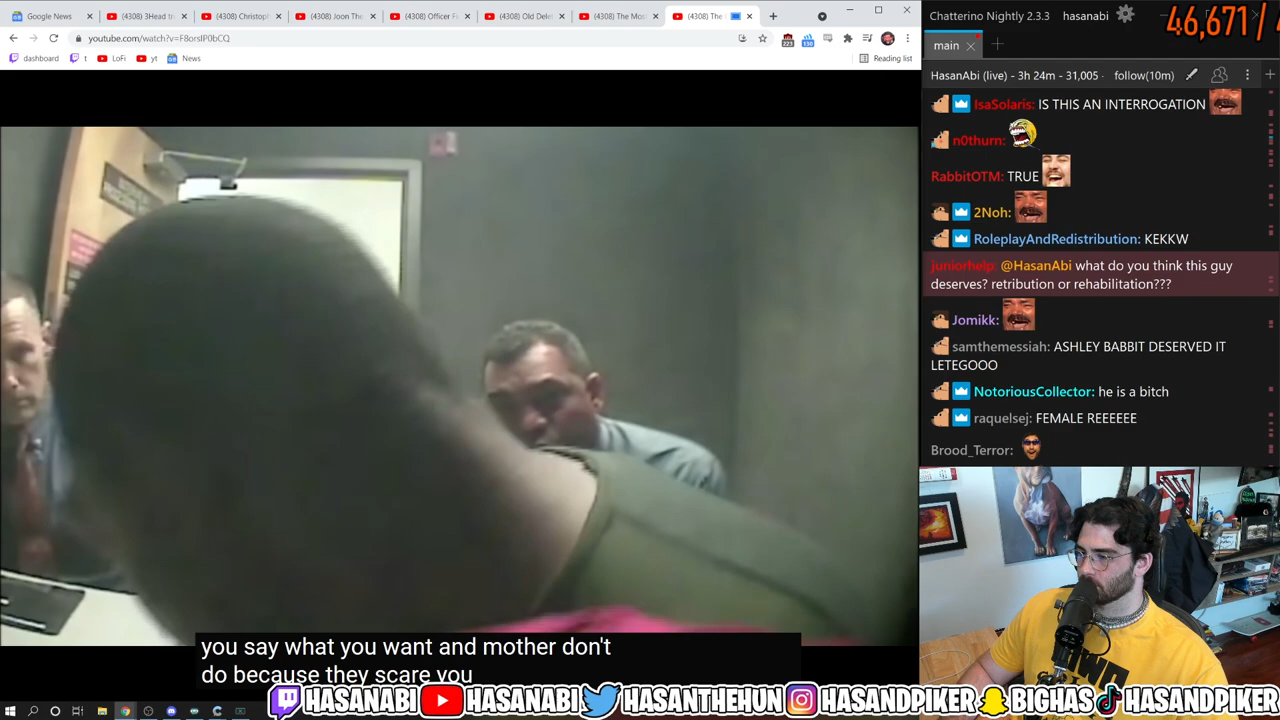 Google News
(4308) 3Head tr
(4308) Christoph
(4308) Joon The
(4308) Officer Fi
(4308) Old Delet
(4308) The Mos
(4308) The
youtube.com/watch?v=F8orsIP0bCQ
Reading list
dashboard
t
LoFi
yt
News
you say what you want and mother don't
do because they scare you
Chatterino Nightly 2.3.3
hasanabi
46,671 /
main
HasanAbi (live) - 3h 24m - 31,005 · follow(10m)
IsaSolaris: IS THIS AN INTERROGATION
n0thurn:
RabbitOTM: TRUE
2Noh:
RoleplayAndRedistribution: KEKKW
juniorhelp: @HasanAbi what do you think this guy
deserves? retribution or rehabilitation???
Jomikk:
samthemessiah: ASHLEY BABBIT DESERVED IT
LETEGOOO
NotoriousCollector: he is a bitch
raquelsej: FEMALE REEEEEE
Brood_Terror:
HASANABI HASANABI HASANTHEHUN HASANDPIKER BIGHAS HASANDPIKER